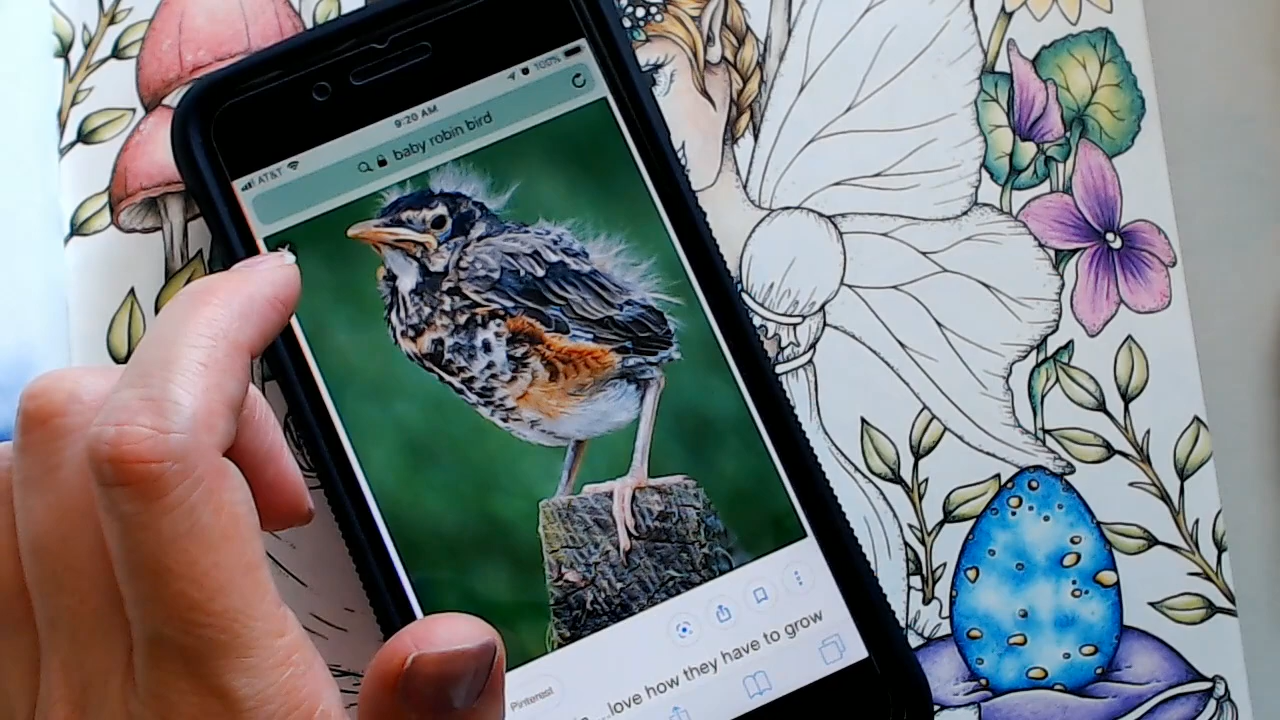 9:20 AM
100%
AT&T
baby robin bird
Pinterest
...love how they have to grow